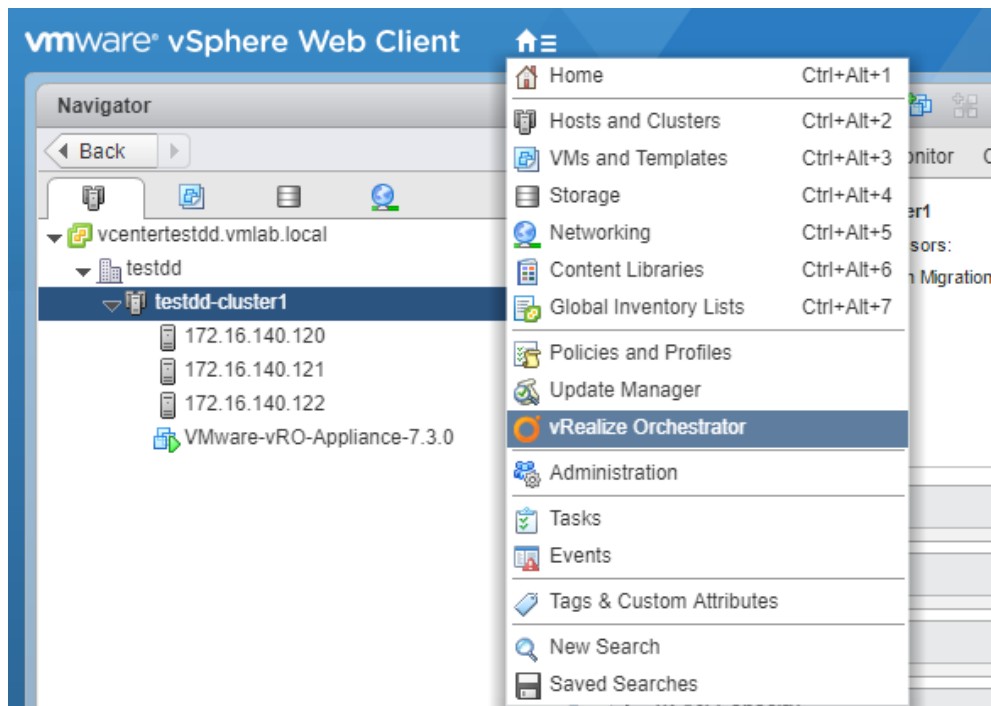 vmware® vSphere Web Client
Navigator
Back
vcentertestdd.vmlab.local
testdd
testdd-cluster1
172.16.140.120
172.16.140.121
172.16.140.122
VMware-vRO-Appliance-7.3.0
Home Ctrl+Alt+1
Hosts and Clusters Ctrl+Alt+2
VMs and Templates Ctrl+Alt+3
Storage Ctrl+Alt+4
Networking Ctrl+Alt+5
Content Libraries Ctrl+Alt+6
Global Inventory Lists Ctrl+Alt+7
Policies and Profiles
Update Manager
vRealize Orchestrator
Administration
Tasks
Events
Tags & Custom Attributes
New Search
Saved Searches
onitor
er1
sors:
Migration